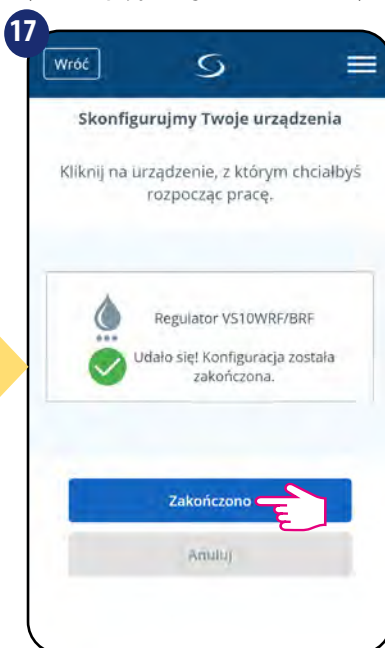 17
Wróć
Skonfigurujmy Twoje urządzenia
Kliknij na urządzenie, z którym chciałbyś
rozpocząc pracę.
Regulator VS10WRF/BRF
Udało się! Konfiguracja została
zakończona.
Zakończono
Anuluj